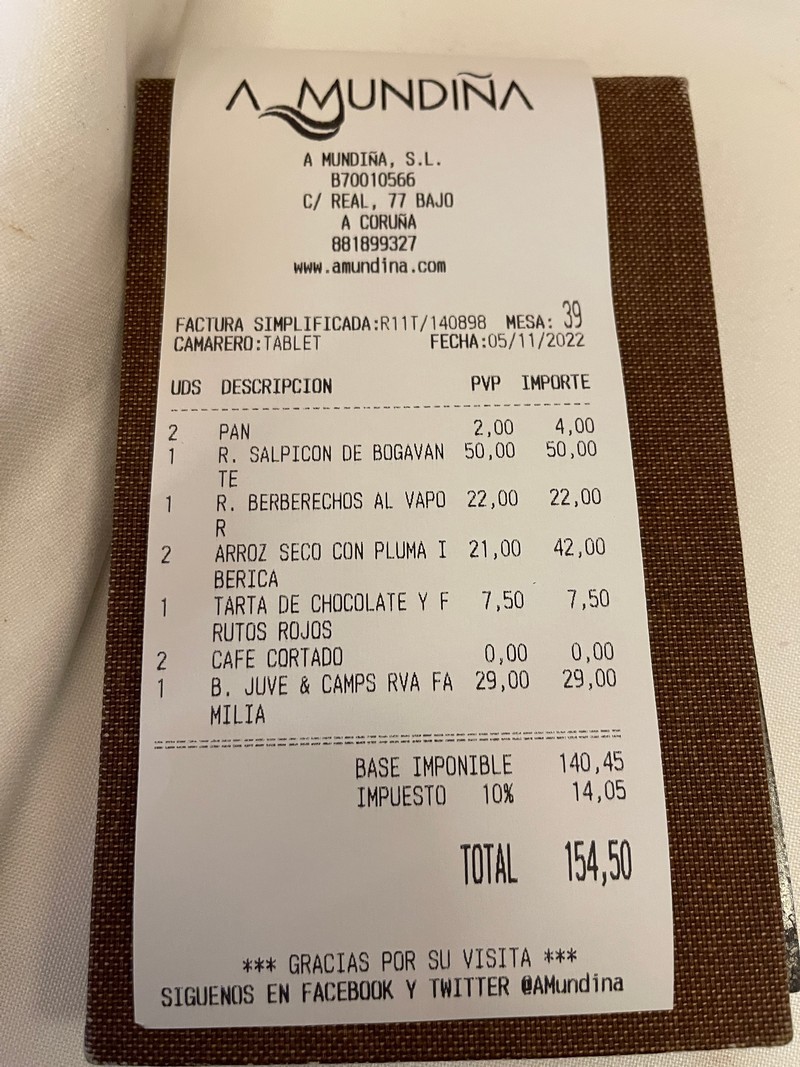 A MUNDIÑA
A MUNDIÑA, S.L.
B70010566
C/ REAL, 77 BAJO
A CORUÑA
881899327
www.amundina.com
FACTURA SIMPLIFICADA:R11T/140898 MESA: 39
CAMARERO:TABLET FECHA:05/11/2022
UDS DESCRIPCION PVP IMPORTE
2 PAN 2,00 4,00
1 R. SALPICON DE BOGAVAN 50,00 50,00
TE
1 R. BERBERECHOS AL VAPO 22,00 22,00
R
2 ARROZ SECO CON PLUMA I 21,00 42,00
BERICA
1 TARTA DE CHOCOLATE Y F 7,50 7,50
RUTOS ROJOS
2 CAFE CORTADO 0,00 0,00
1 B. JUVE & CAMPS RVA FA 29,00 29,00
MILIA
BASE IMPONIBLE 140,45
IMPUESTO 10% 14,05
TOTAL 154,50
*** GRACIAS POR SU VISITA ***
SIGUENOS EN FACEBOOK Y TWITTER @AMundina